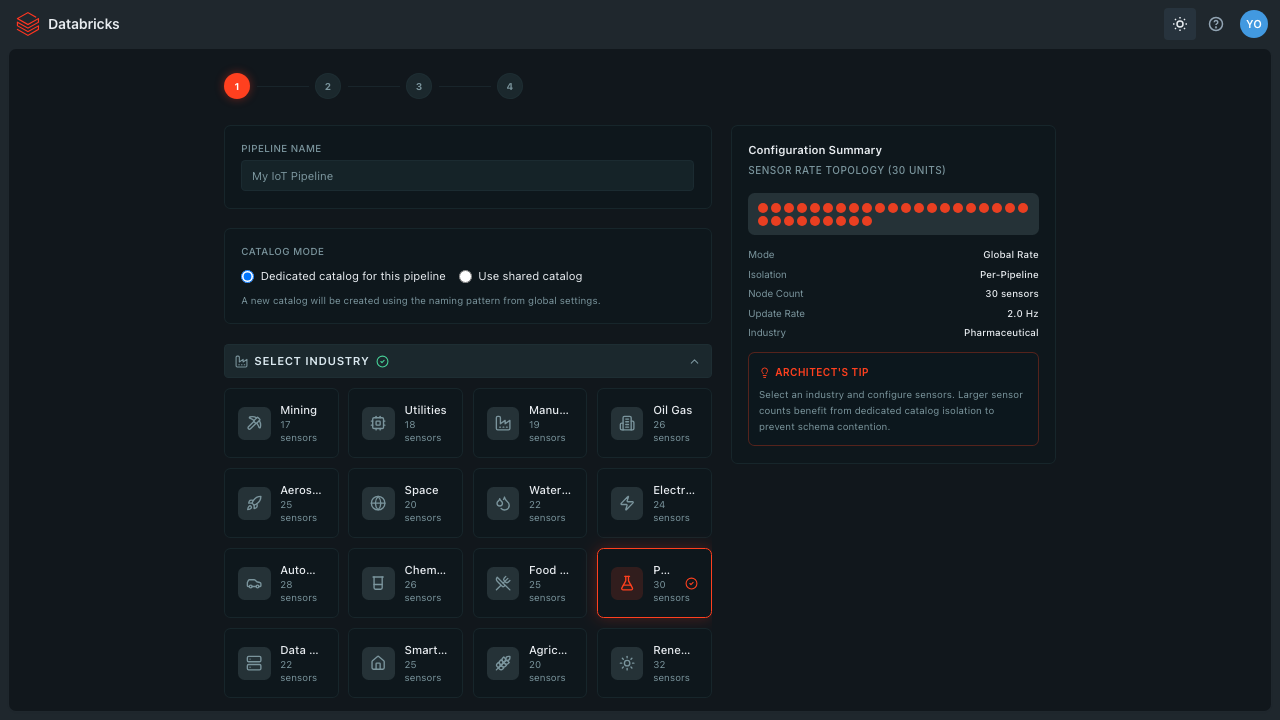 Databricks
YO
1
2
3
4
PIPELINE NAME
My IoT Pipeline
CATALOG MODE
Dedicated catalog for this pipeline
Use shared catalog
A new catalog will be created using the naming pattern from global settings.
SELECT INDUSTRY
Mining
17
sensors
Utilities
18
sensors
Manu...
19
sensors
Oil Gas
26
sensors
Aeros...
25
sensors
Space
20
sensors
Water...
22
sensors
Electr...
24
sensors
Auto...
28
sensors
Chem...
26
sensors
Food ...
25
sensors
P...
30
sensors
Data ...
22
sensors
Smart...
25
sensors
Agric...
20
sensors
Rene...
32
sensors
Configuration Summary
SENSOR RATE TOPOLOGY (30 UNITS)
Mode Global Rate
Isolation Per-Pipeline
Node Count 30 sensors
Update Rate 2.0 Hz
Industry Pharmaceutical
ARCHITECT'S TIP
Select an industry and configure sensors. Larger sensor
counts benefit from dedicated catalog isolation to
prevent schema contention.